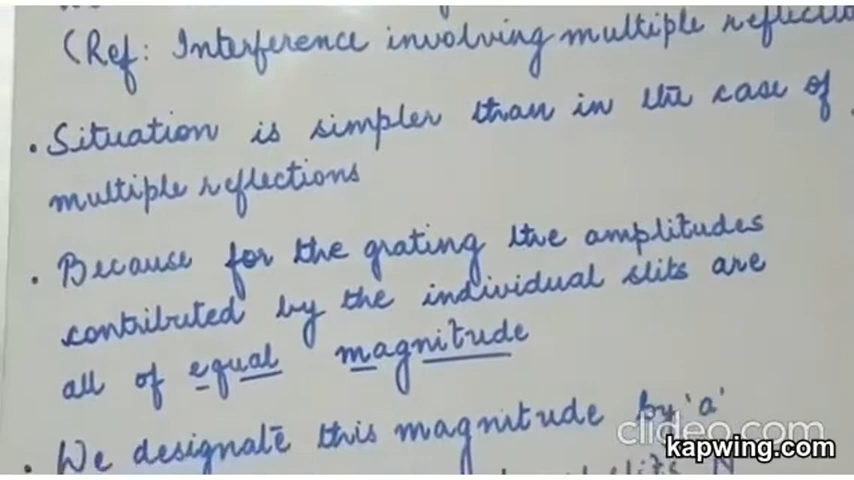 (Ref: Interference involving multiple reflectio
• Situation is simpler than in the case of
multiple reflections
• Because for the grating the amplitudes
contributed by the individual slits are
all of equal magnitude
• We designate this magnitude by 'a'
clideo.com
kapwing.com
slits N